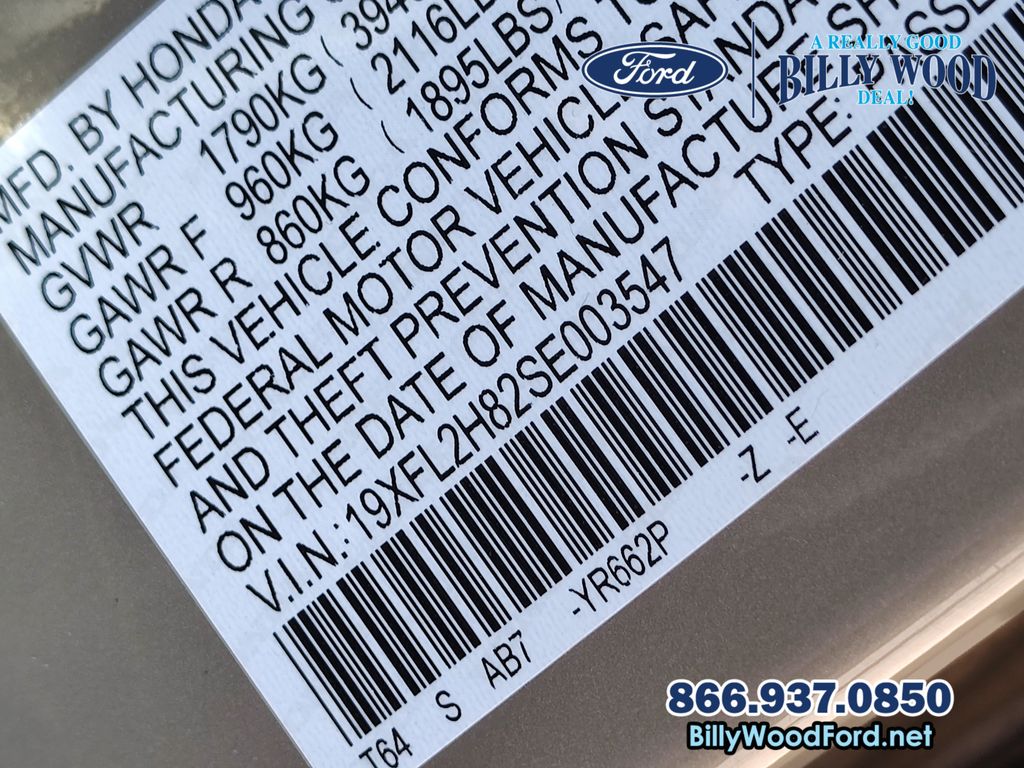 MFD. BY HONDA
MANUFACTURING
GVWR 1790KG (394
GAWR F 960KG ( 2116LB
GAWR R 860KG ( 1895LBS
THIS VEHICLE CONFORMS TO
FEDERAL MOTOR VEHICLE SAF
AND THEFT PREVENTION STANDA
ON THE DATE OF MANUFACTURE SH
V.I.N.:19XFL2H82SE003547 TYPE:
T64 S AB7 -YR662P -Z -E
Ford
A REALLY GOOD
BILLY WOOD
DEAL!
866.937.0850
BillyWoodFord.net